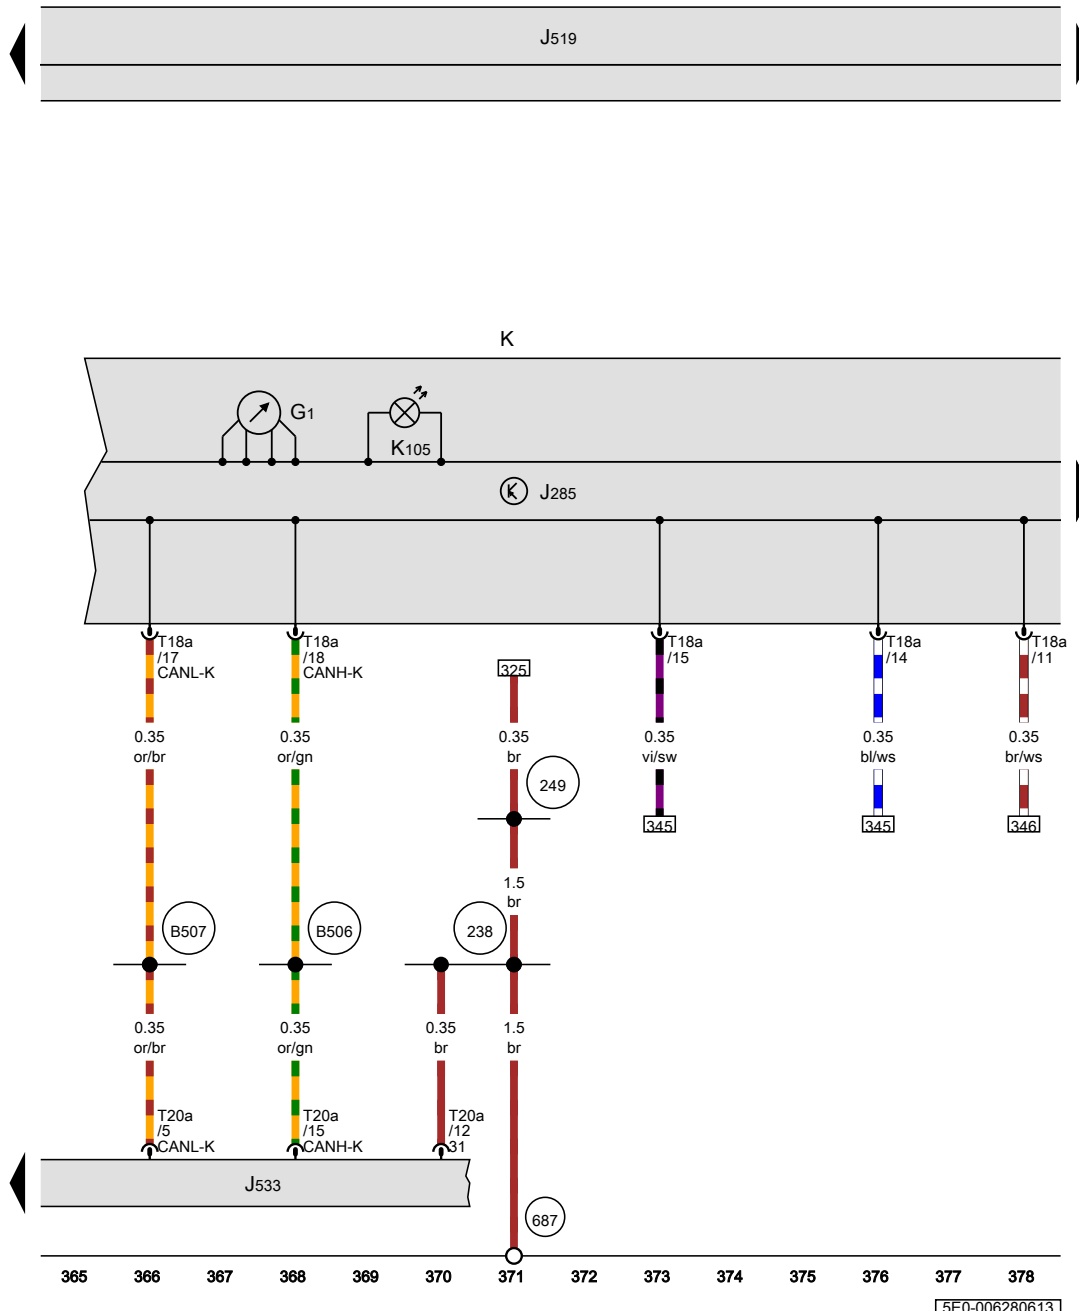 J519
K
G1
K105
J285
T18a
/17
CANL-K
T18a
/18
CANH-K
T18a
/15
T18a
/14
T18a
/11
325
0.35
or/br
0.35
or/gn
0.35
br
0.35
vi/sw
0.35
bl/ws
0.35
br/ws
249
345
345
346
1.5
br
B507
B506
238
0.35
or/br
0.35
or/gn
0.35
br
1.5
br
T20a
/5
CANL-K
T20a
/15
CANH-K
T20a
/12
31
J533
687
365 366 367 368 369 370 371 372 373 374 375 376 377 378
5E0-006280613